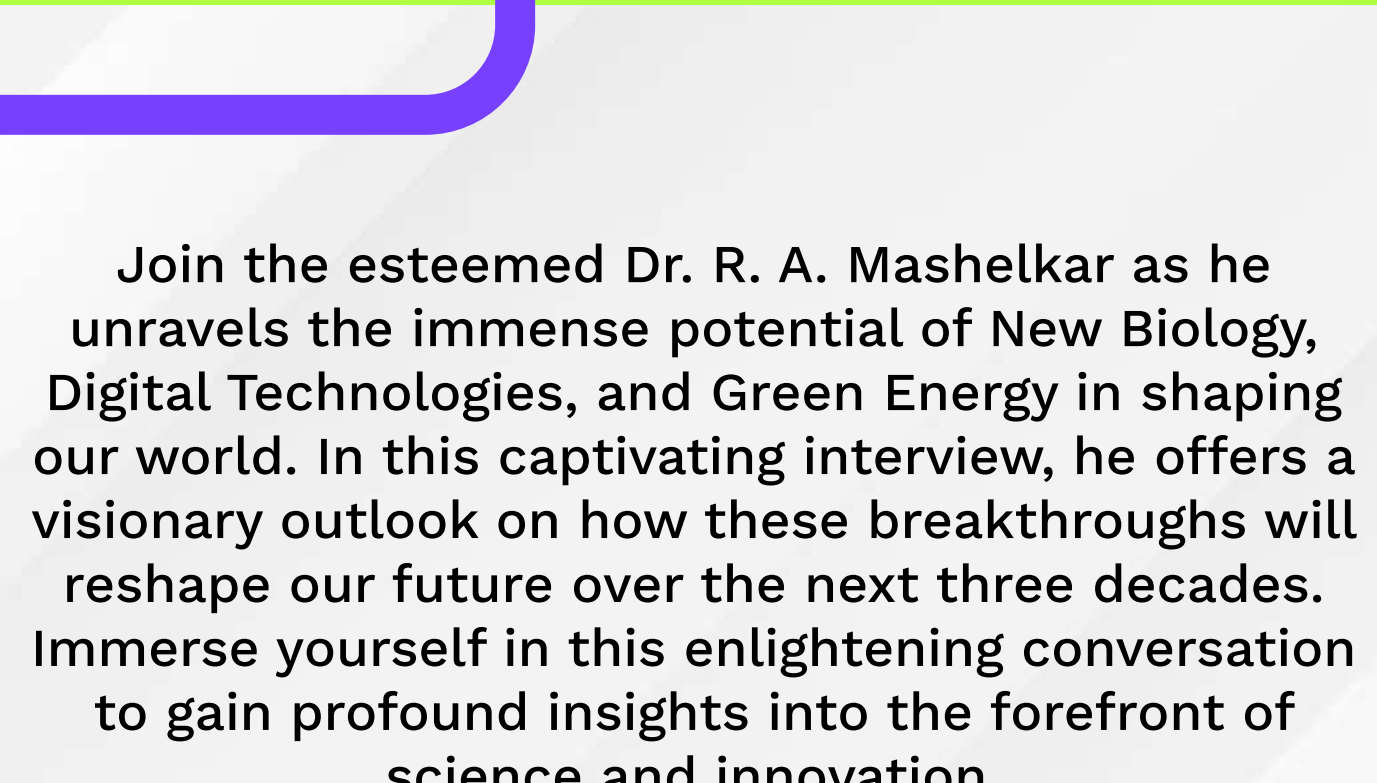 Join the esteemed Dr. R. A. Mashelkar as he
unravels the immense potential of New Biology,
Digital Technologies, and Green Energy in shaping
our world. In this captivating interview, he offers a
visionary outlook on how these breakthroughs will
reshape our future over the next three decades.
Immerse yourself in this enlightening conversation
to gain profound insights into the forefront of
science and innovation